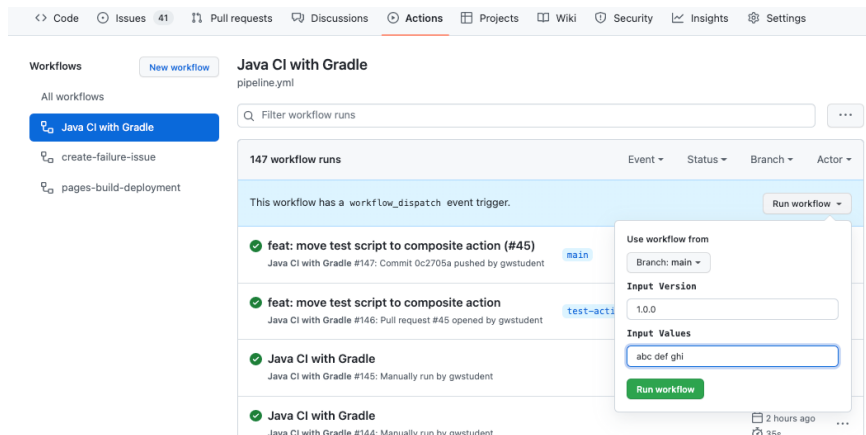 Code Issues 41 Pull requests Discussions Actions Projects Wiki Security Insights Settings
Workflows
New workflow
All workflows
Java CI with Gradle
create-failure-issue
pages-build-deployment
Java CI with Gradle
pipeline.yml
Filter workflow runs
147 workflow runs
Event Status Branch Actor
This workflow has a workflow_dispatch event trigger.
Run workflow
Use workflow from
Branch: main
Input Version
1.0.0
Input Values
abc def ghi
Run workflow
feat: move test script to composite action (#45)
Java CI with Gradle #147: Commit 0c2705a pushed by gwstudent
main
feat: move test script to composite action
Java CI with Gradle #146: Pull request #45 opened by gwstudent
test-acti
Java CI with Gradle
Java CI with Gradle #145: Manually run by gwstudent
Java CI with Gradle
Java CI with Gradle #144: Manually run by gwstudent
2 hours ago
35s